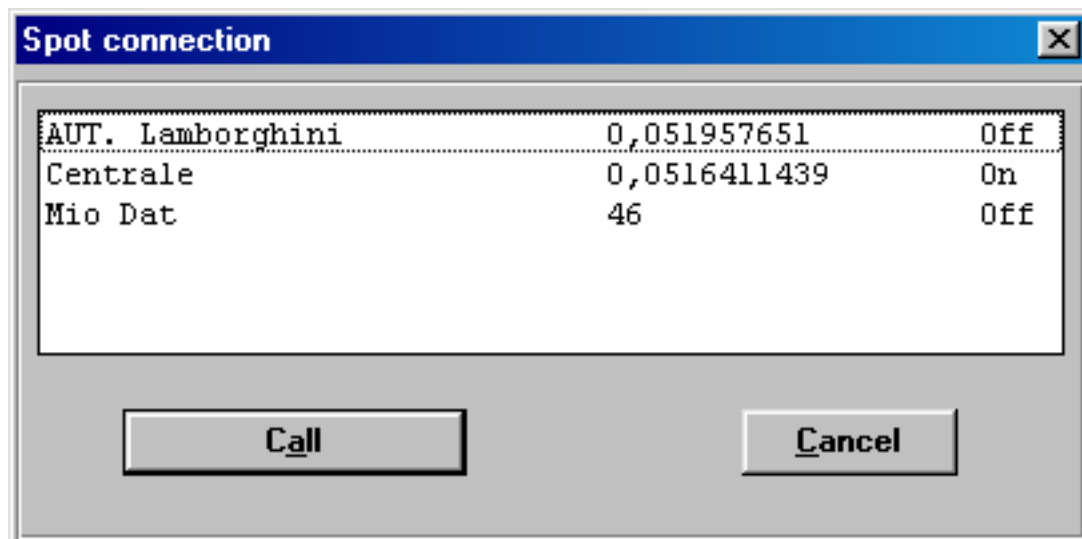 Spot connection
AUT. Lamborghini 0,051957651 Off
Centrale 0,0516411439 On
Mio Dat 46 Off
Call Cancel